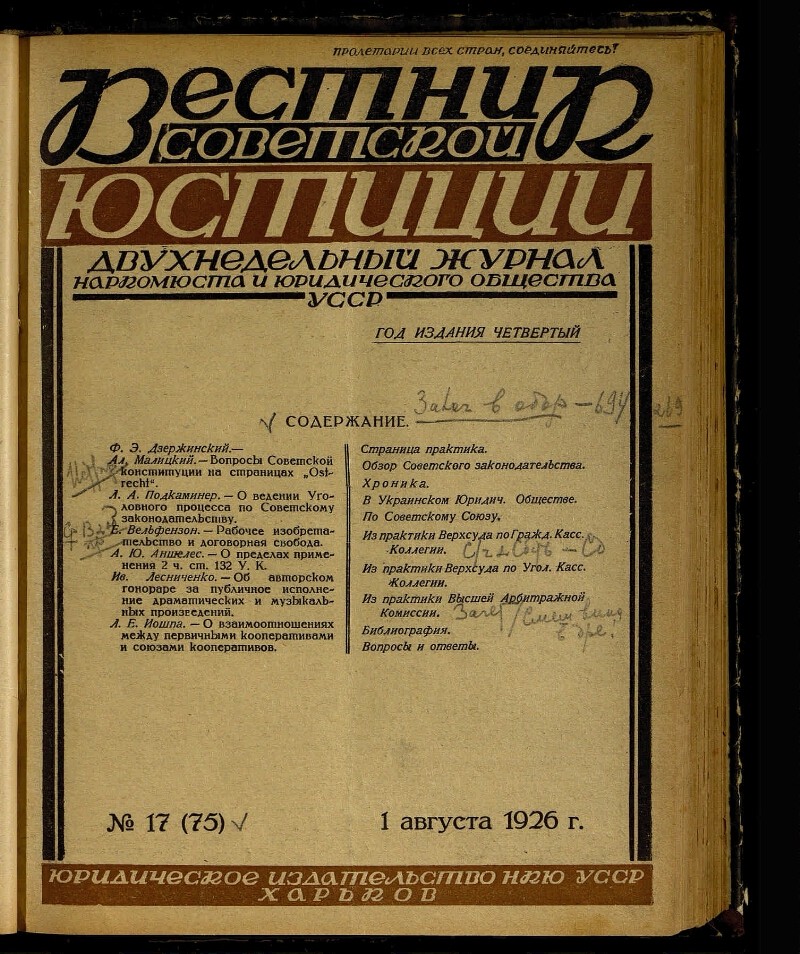 ПРОЛЕТАРИИ ВСЕХ СТРАН, СОЕДИНЯЙТЕСЬ!
ВЕСТНИК
СОВЕТСКОЙ
ЮСТИЦИИ
ДВУХНЕДЕЛЬНЫЙ ЖУРНАЛ
НАРКОМЮСТА И ЮРИДИЧЕСКОГО ОБЩЕСТВА
УССР
ГОД ИЗДАНИЯ ЧЕТВЕРТЫЙ
СОДЕРЖАНИЕ.
Ф. Э. Дзержинский.—
Ал. Малицкий.— Вопросы Советской
конституции на страницах „Ost-
recht“.
Л. А. Подкаминер. — О ведении Уго-
ловного процесса по Советскому
законодательству.
Е. Вельфензон. — Рабочее изобрета-
тельство и договорная свобода.
А. Ю. Ангелес. — О пределах приме-
нения 2 ч. ст. 132 У. К.
Ив. Лесниченко. — Об авторском
гонораре за публичное исполне-
ние драматических и музыкаль-
ных произведений.
Л. Е. Иошпа. — О взаимоотношениях
между первичными кооперативами
и союзами кооперативов.
Страница практика.
Обзор Советского законодательства.
Хроника.
В Украинском Юридич. Обществе.
По Советскому Союзу.
Из практики Верхсуда по Гражд. Касс.
Коллегии.
Из практики Верхсуда по Угол. Касс.
Коллегии.
Из практики Высшей Арбитражной
Комиссии.
Библиография.
Вопросы и ответы.
№ 17 (75)
1 августа 1926 г.
ЮРИДИЧЕСКОЕ ИЗДАТЕЛЬСТВО НКЮ УССР
ХАРЬКОВ